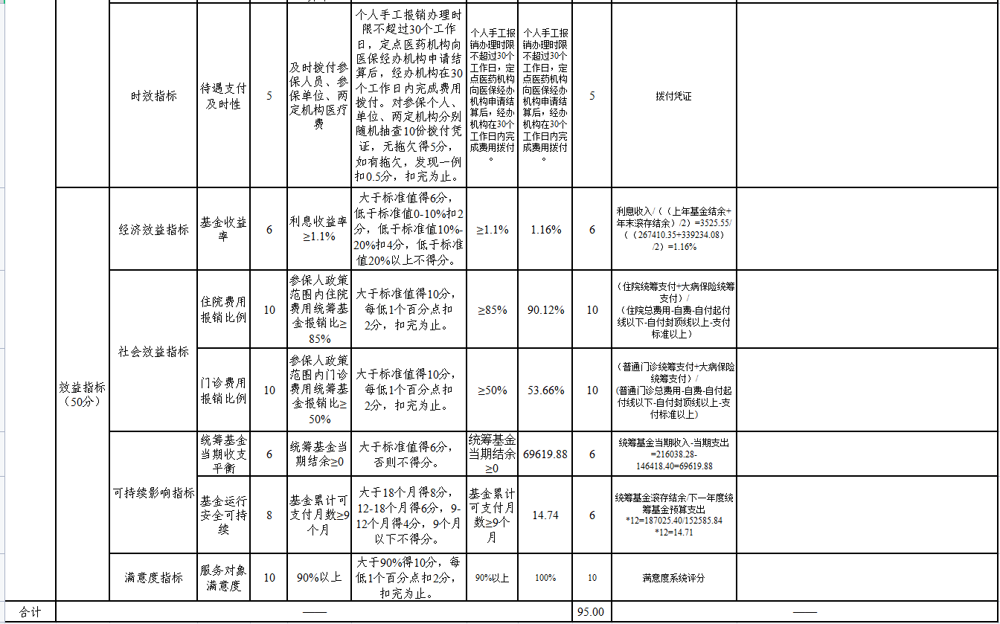 时效指标
待遇支付
及时性
5
及时拨付参
保人员、参
保单位、两
定机构医疗
费
个人手工报销办理时
限不超过30个工作
日，定点医药机构向
医保经办机构申请结
算后，经办机构在30
个工作日内完成费用
拨付。对参保个人、
单位、两定机构分别
随机抽查10份拨付凭
证，无拖欠得5分，
如有拖欠，发现一例
扣0.5分，扣完为止。
个人手工报
销办理时限
不超过30个
工作日，定
点医药机构
向医保经办
机构申请结
算后，经办
机构在30个
工作日内完
成费用拨付
。
个人手工报
销办理时限
不超过30个
工作日，定
点医药机构
向医保经办
机构申请结
算后，经办
机构在30个
工作日内完
成费用拨付
。
5
拨付凭证
效益指标
（50分）
经济效益指标
基金收益
率
6
利息收益率
≥1.1%
大于标准值得6分，
低于标准值0-10%扣2
分，低于标准值10%-
20%扣4分，低于标准
值20%以上不得分。
≥1.1%
1.16%
6
利息收入/（（上年基金结余+
年末滚存结余）/2）=3525.55/
（（267410.35+339234.08）
/2）=1.16%
社会效益指标
住院费用
报销比例
10
参保人政策
范围内住院
费用统筹基
金报销比≥
85%
大于标准值得10分，
每低1个百分点扣
2分，扣完为止。
≥85%
90.12%
10
（住院统筹支付+大病保险统筹
支付）/
（住院总费用-自费-自付起付
线以下-自付封顶线以上-支付
标准以上）
门诊费用
报销比例
10
参保人政策
范围内门诊
费用统筹基
金报销比≥
50%
大于标准值得10分，
每低1个百分点扣
2分，扣完为止。
≥50%
53.66%
10
（普通门诊统筹支付+大病保险
统筹支付）/
(普通门诊总费用-自费-自付起
付线以下-自付封顶线以上-支
付标准以上)
可持续影响指标
统筹基金
当期收支
平衡
6
统筹基金当
期结余≥0
大于标准值得6分，
否则不得分。
统筹基金
当期结余
≥0
69619.88
6
统筹基金当期收入-当期支出
=216038.28-
146418.40=69619.88
基金运行
安全可持
续
8
基金累计可
支付月数≥9
个月
大于18个月得8分，
12-18个月得6分，9-
12个月得4分，9个月
以下不得分。
基金累计
可支付月
数≥9个
月
14.74
6
统筹基金滚存结余/下一年度统
筹基金预算支出
*12=187025.40/152585.84
*12=14.71
满意度指标
服务对象
满意度
10
90%以上
大于90%得10分，每
低1个百分点扣2分，
扣完为止。
90%以上
100%
10
满意度系统评分
合计
——
95.00
——